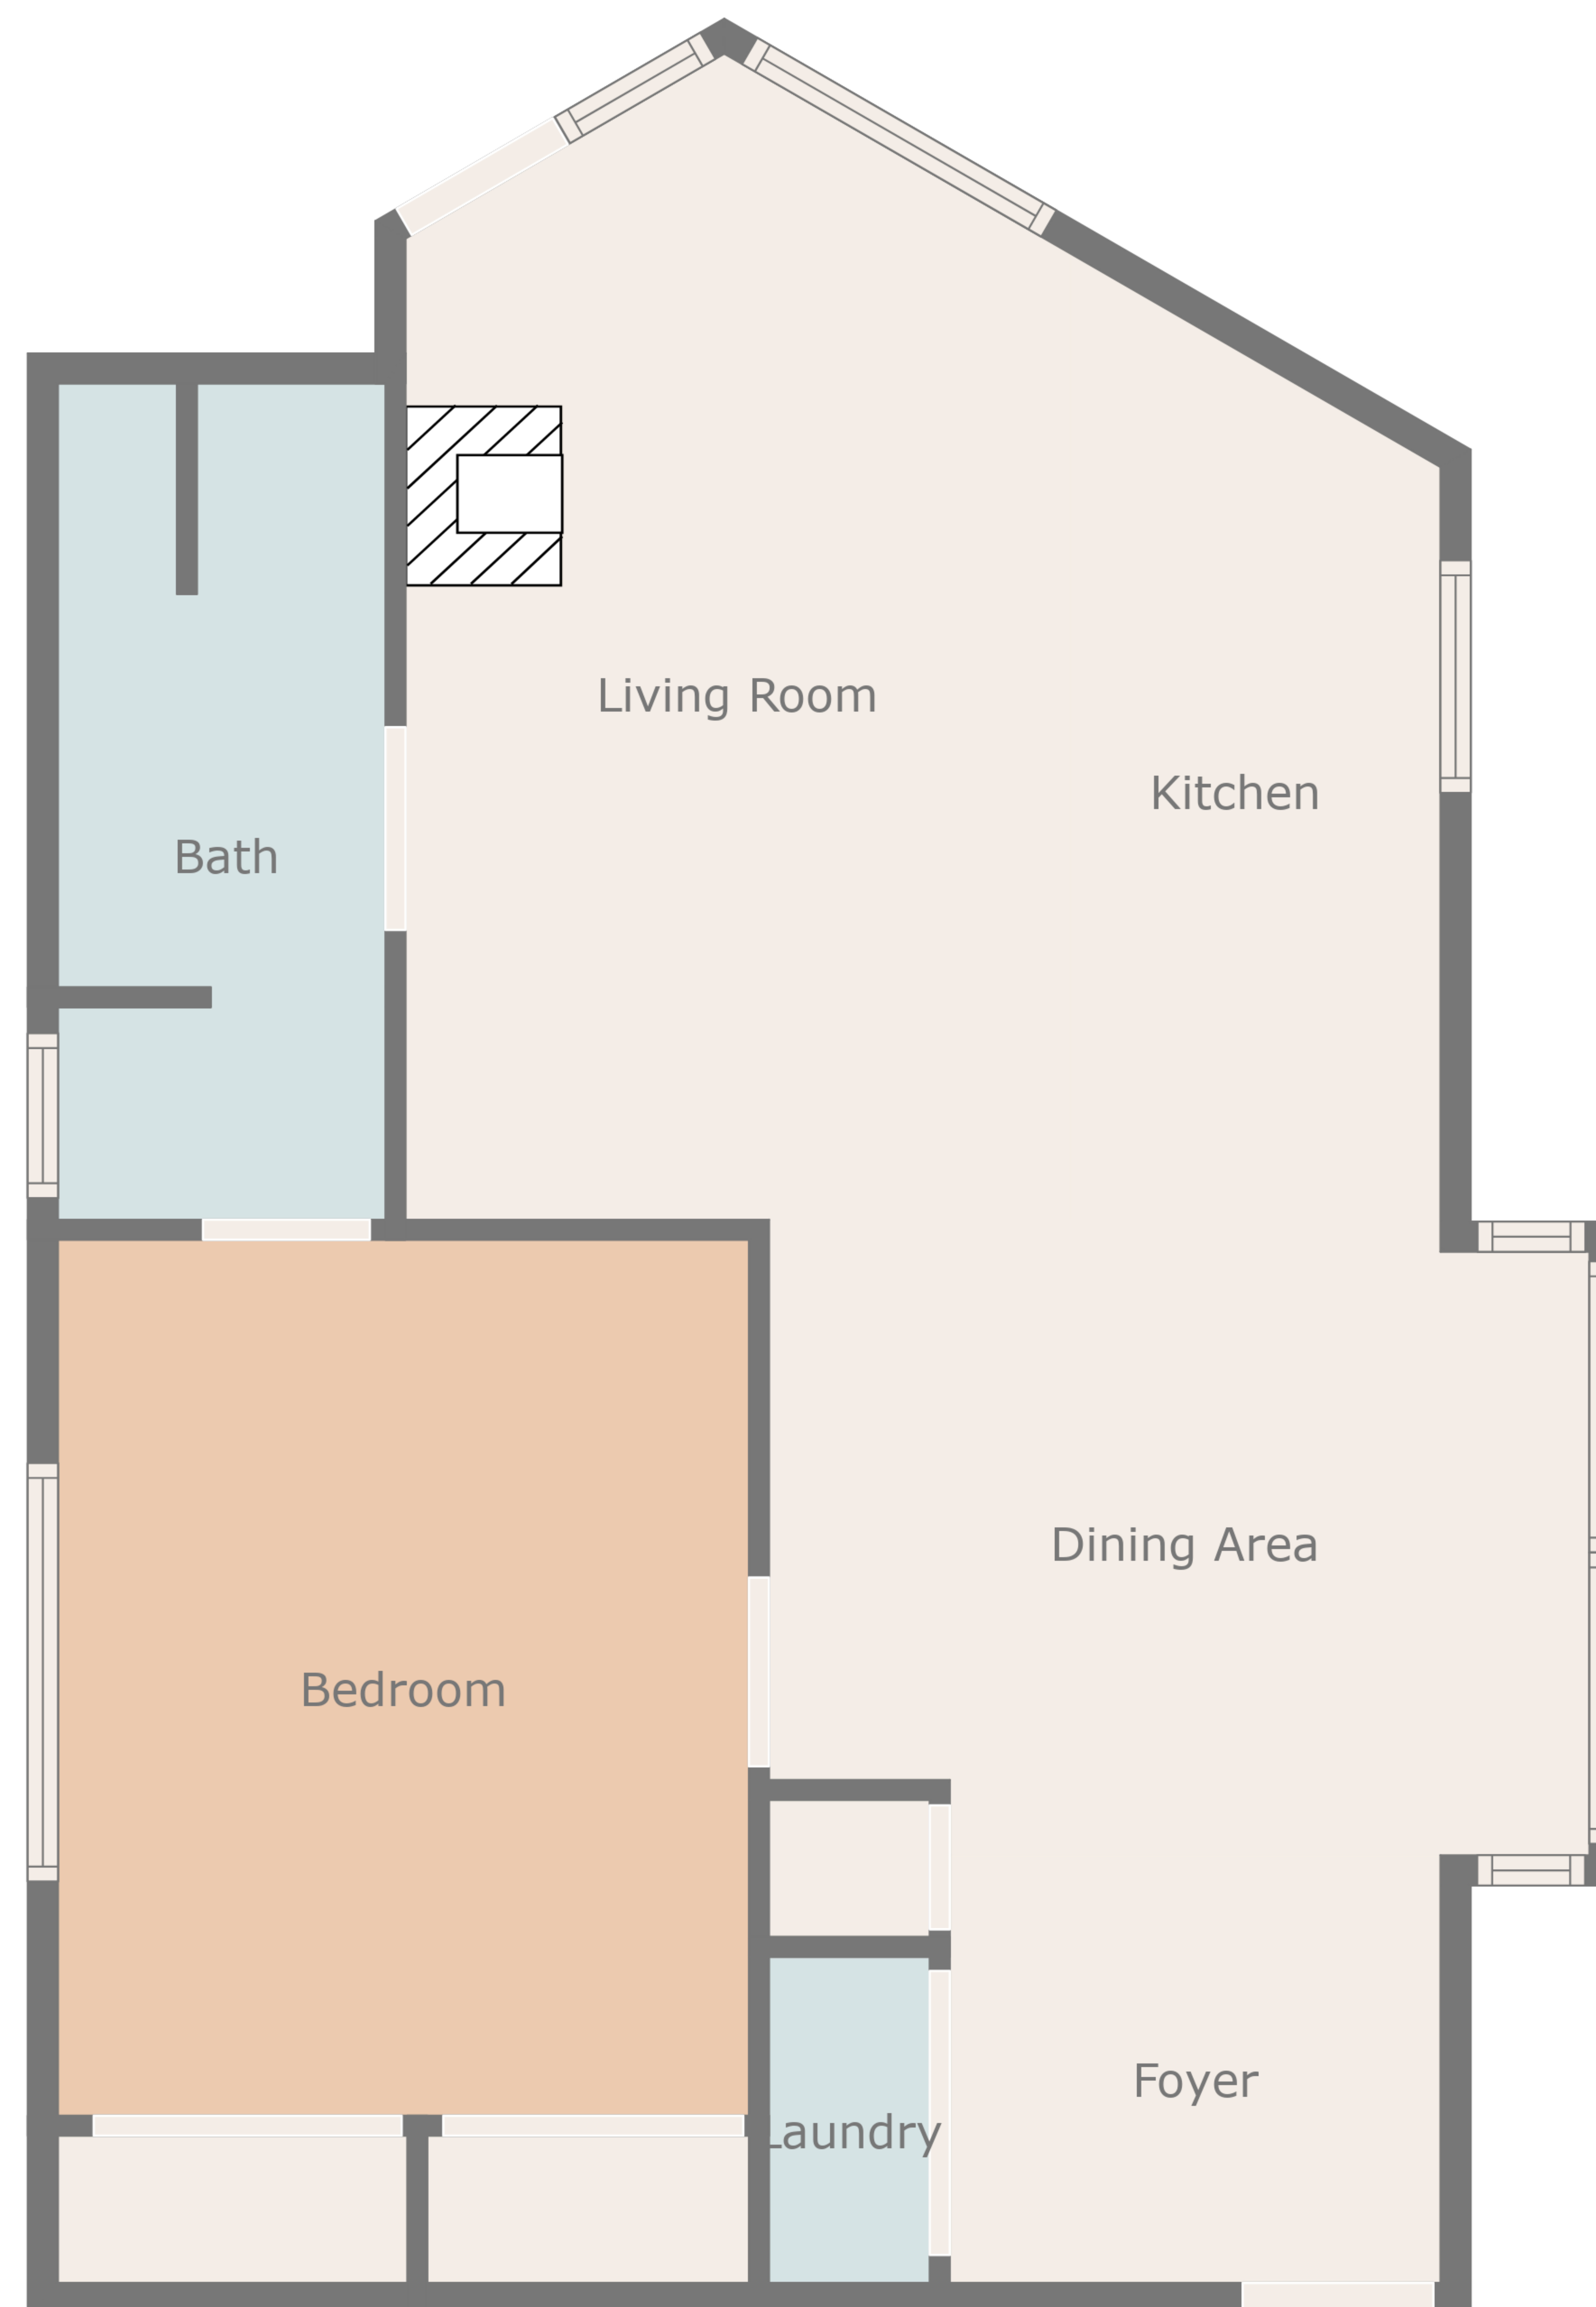 Living Room
Kitchen
Bath
Dining Area
Bedroom
Foyer
Laundry